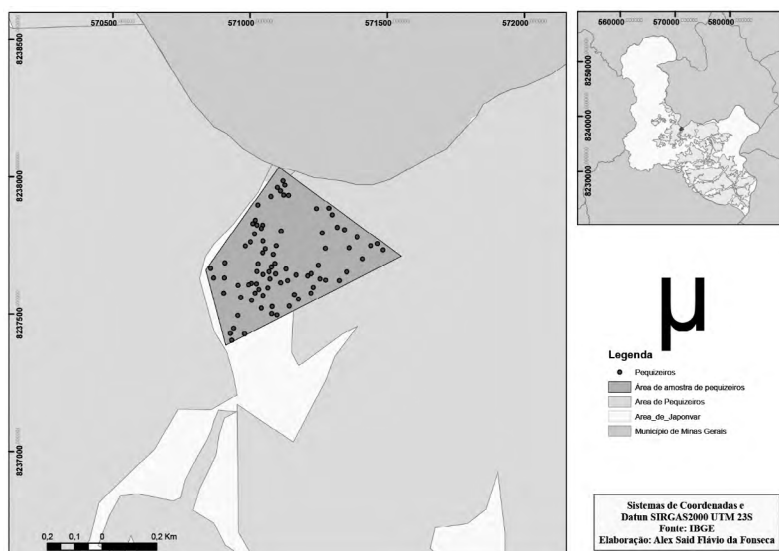 570500 571000 571500 572000
8238500
8238000
8237500
8237000
0,2 0,1 0 0,2 Km
560000 570000 580000
8250000
8240000
8230000
µ
Legenda
Pequizeiros
Área de amostra de pequizeiros
Area de Pequizeiros
Area_de_Japonvar
Município de Minas Gerais
Sistemas de Coordenadas e
Datun SIRGAS2000 UTM 23S
Fonte: IBGE
Elaboração: Alex Said Flávio da Fonseca